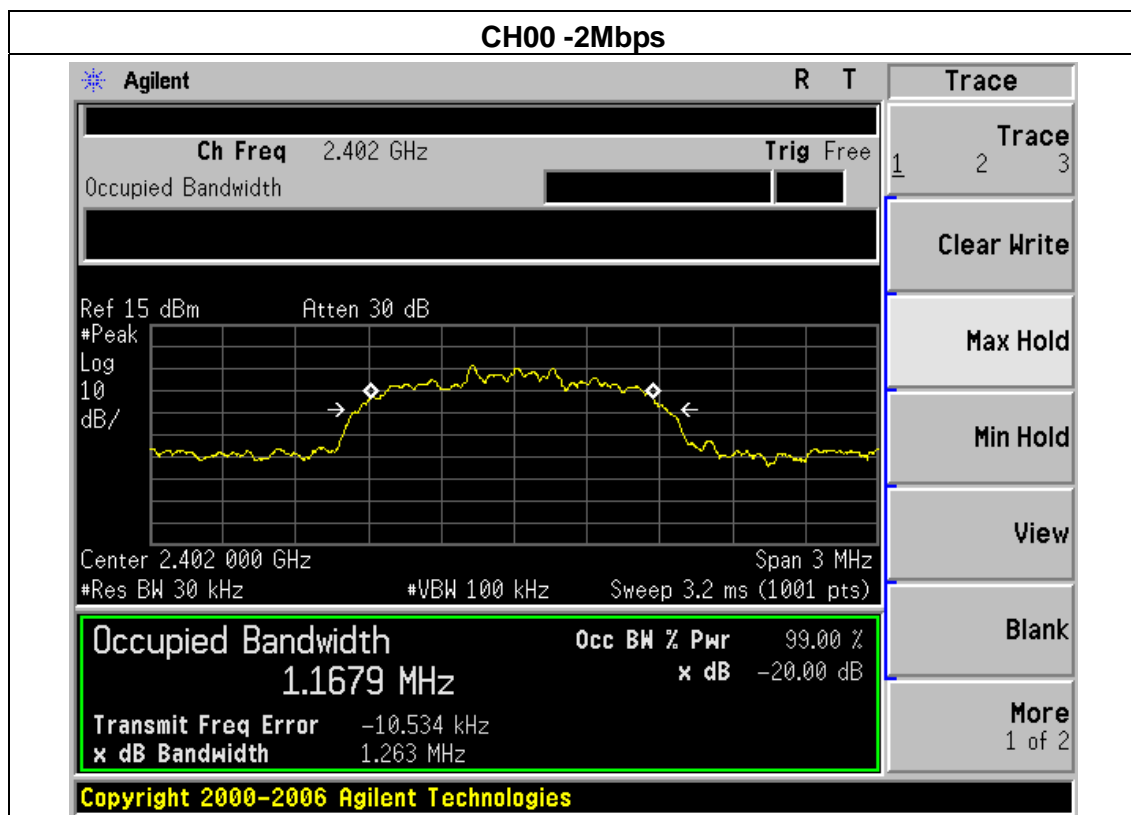 CH00 -2Mbps
Agilent R T Trace
Ch Freq 2.402 GHz Trig Free
Occupied Bandwidth
Trace
1 2 3
Clear Write
Max Hold
Min Hold
View
Blank
More
1 of 2
Ref 15 dBm Atten 30 dB
#Peak
Log
10
dB/
Center 2.402 000 GHz Span 3 MHz
#Res BW 30 kHz #VBW 100 kHz Sweep 3.2 ms (1001 pts)
Occupied Bandwidth Occ BW % Pwr 99.00 %
1.1679 MHz x dB -20.00 dB
Transmit Freq Error -10.534 kHz
x dB Bandwidth 1.263 MHz
Copyright 2000-2006 Agilent Technologies